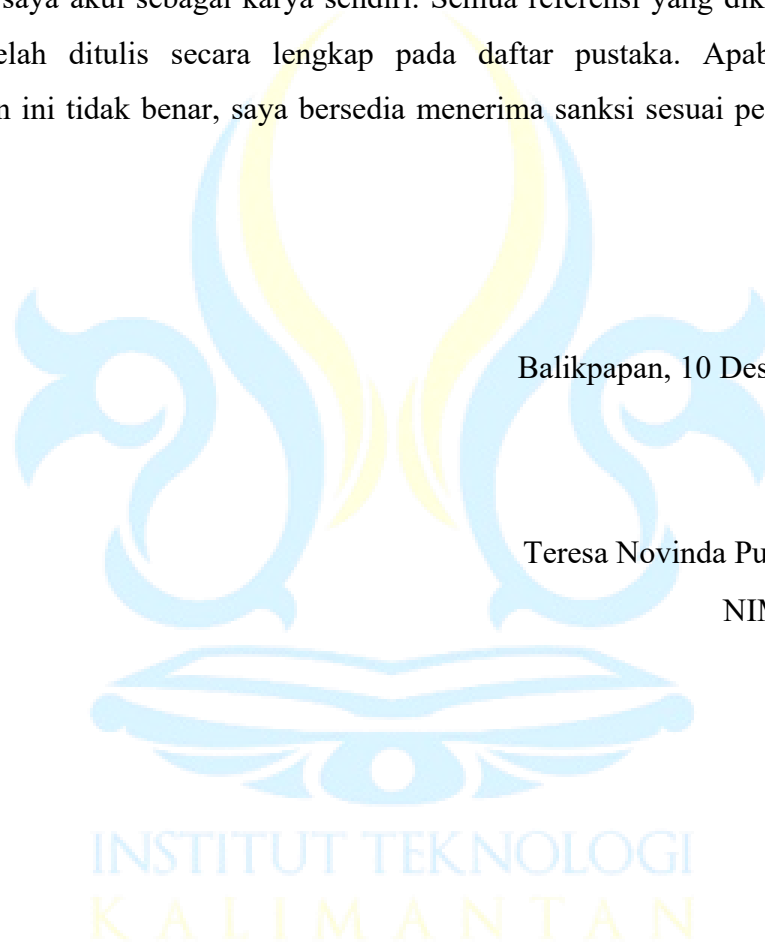 saya akui sebagai karya sendiri. Semua referensi yang dik
elah ditulis secara lengkap pada daftar pustaka. Apab
n ini tidak benar, saya bersedia menerima sanksi sesuai pe
Balikpapan, 10 Des
Teresa Novinda Pu
NIM
INSTITUT TEKNOLOGI
KALIMANTAN